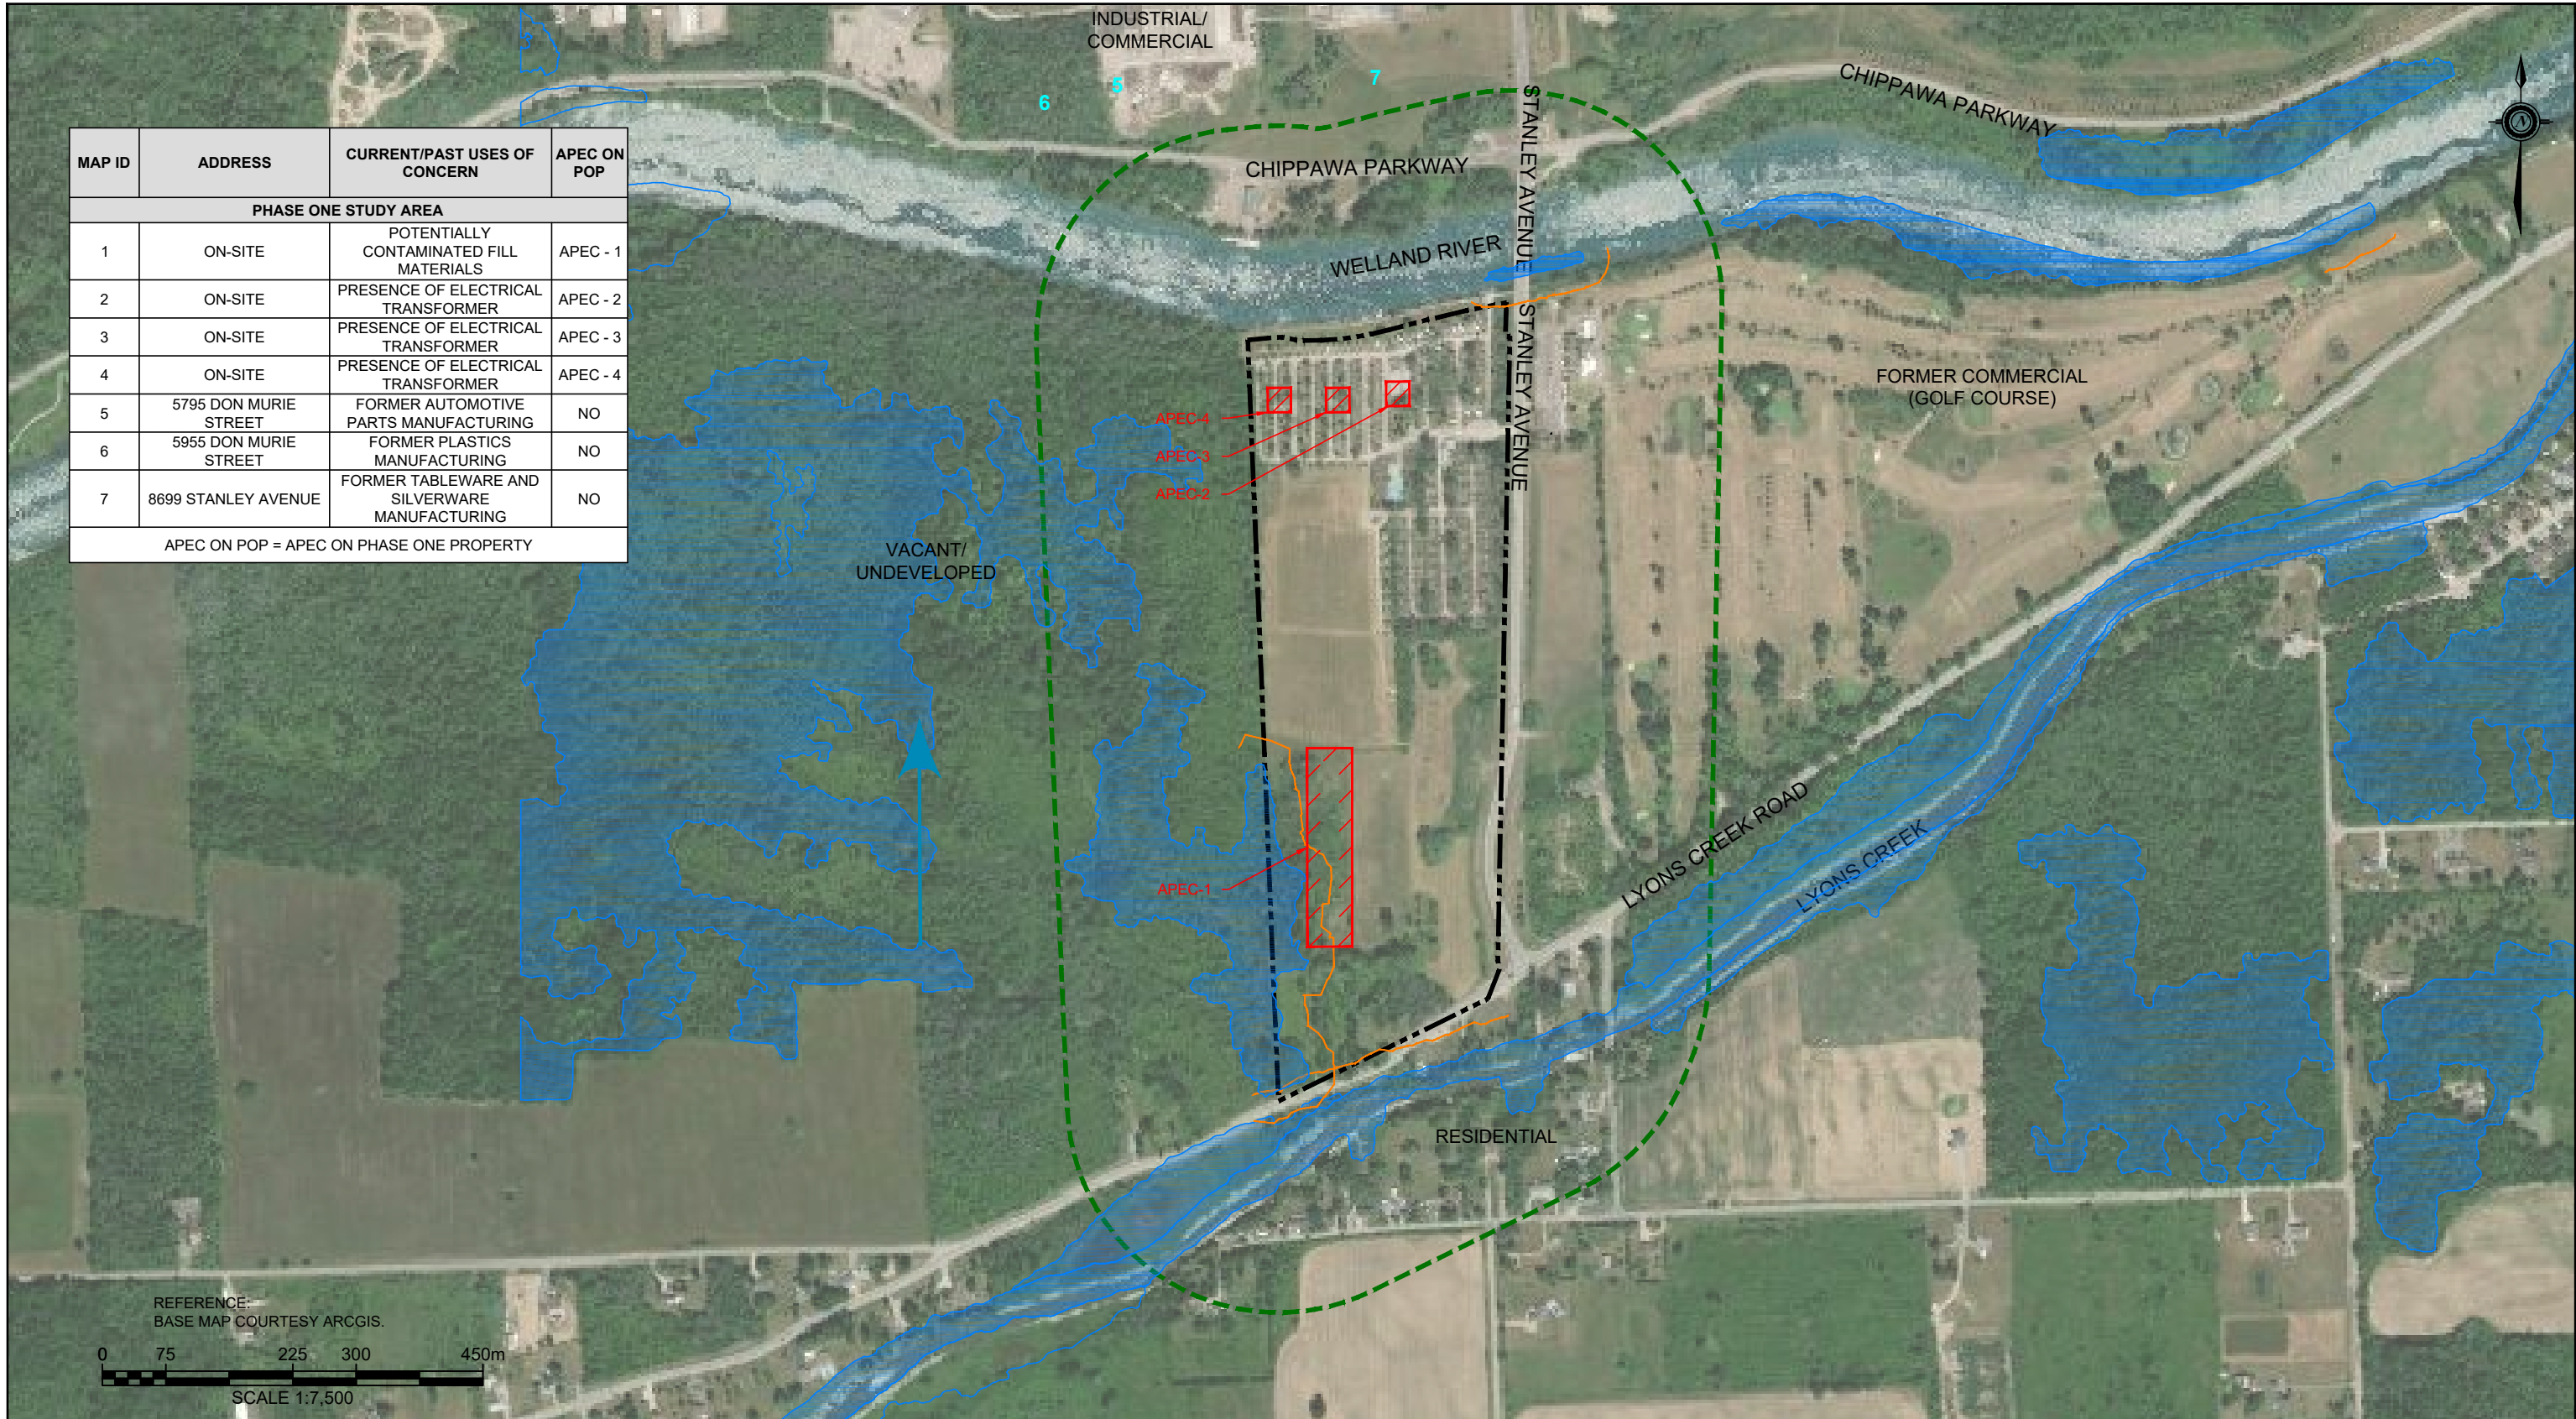 INDUSTRIAL/
COMMERCIAL
5
6
7
CHIPPAWA PARKWAY
CHIPPAWA PARKWAY
STANLEY AVENUE
WELLAND RIVER
N
MAP ID ADDRESS CURRENT/PAST USES OF CONCERN APEC ON POP
PHASE ONE STUDY AREA
1 ON-SITE POTENTIALLY CONTAMINATED FILL MATERIALS APEC - 1
2 ON-SITE PRESENCE OF ELECTRICAL TRANSFORMER APEC - 2
3 ON-SITE PRESENCE OF ELECTRICAL TRANSFORMER APEC - 3
4 ON-SITE PRESENCE OF ELECTRICAL TRANSFORMER APEC - 4
5 5795 DON MURIE STREET FORMER AUTOMOTIVE PARTS MANUFACTURING NO
6 5955 DON MURIE STREET FORMER PLASTICS MANUFACTURING NO
7 8699 STANLEY AVENUE FORMER TABLEWARE AND SILVERWARE MANUFACTURING NO
APEC ON POP = APEC ON PHASE ONE PROPERTY
STANLEY AVENUE
FORMER COMMERCIAL
(GOLF COURSE)
APEC-4
APEC-3
APEC-2
VACANT/
UNDEVELOPED
APEC-1
LYONS CREEK ROAD
LYONS CREEK
RESIDENTIAL
REFERENCE:
BASE MAP COURTESY ARCGIS.
0 75 225 300 450m
SCALE 1:7,500